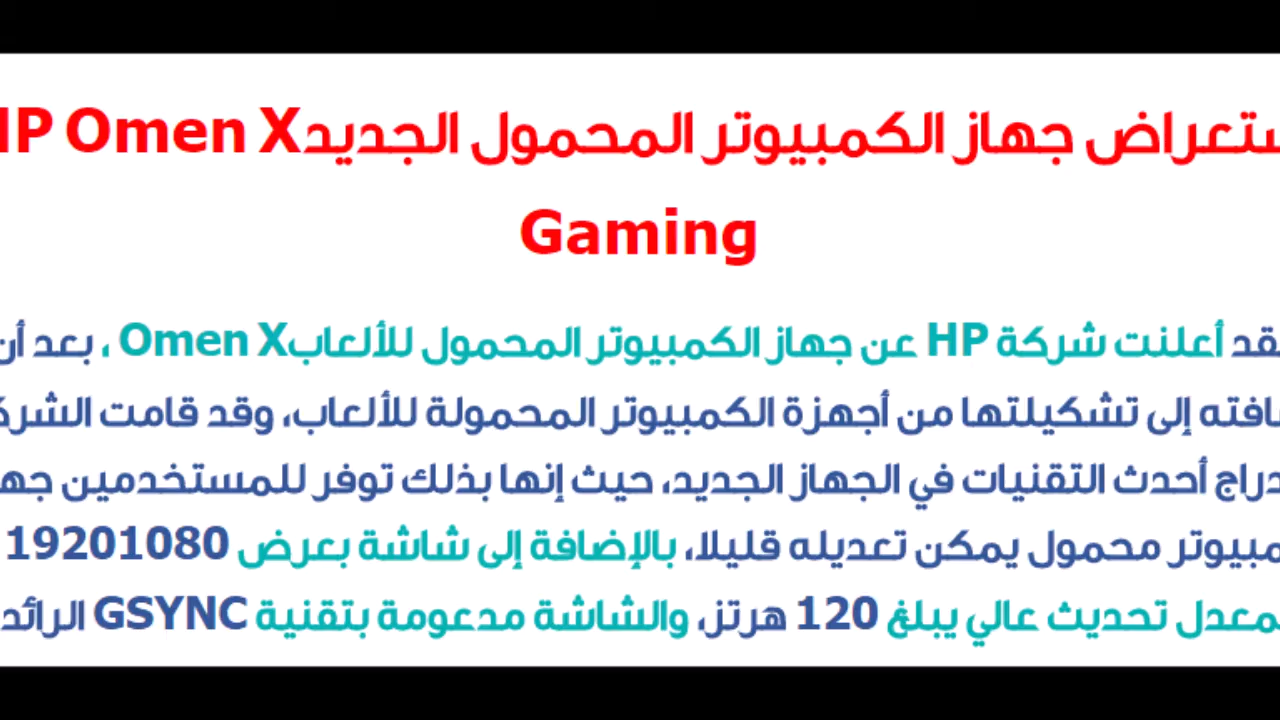 ستعراض جهاز الكمبيوتر المحمول الجديدHP Omen X
Gaming
قد أعلنت شركة HP عن جهاز الكمبيوتر المحمول للألعابOmen X ، بعد أن
افته إلى تشكيلتها من أجهزة الكمبيوتر المحمولة للألعاب، وقد قامت الشرك
دراج أحدث التقنيات في الجهاز الجديد، حيث إنها بذلك توفر للمستخدمين جه
مبيوتر محمول يمكن تعديله قليلا، بالإضافة إلى شاشة بعرض 19201080
معدل تحديث عالي يبلغ 120 هرتز، والشاشة مدعومة بتقنية GSYNC الرائد